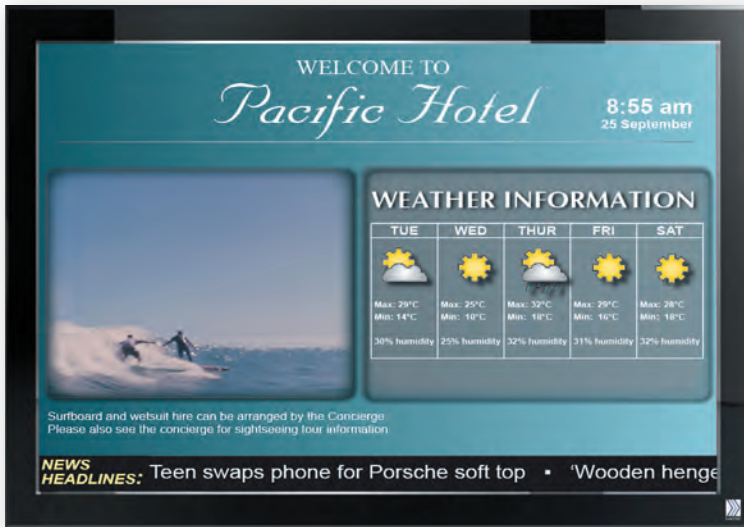 WELCOME TO
Pacific Hotel
8:55 am
25 September
WEATHER INFORMATION
TUE WED THUR FRI SAT
Max: 29°C Max: 25°C Max: 32°C Max: 29°C Max: 28°C
Min: 14°C Min: 10°C Min: 18°C Min: 16°C Min: 18°C
30% humidity 25% humidity 32% humidity 31% humidity 32% humidity
Surfboard and wetsuit hire can be arranged by the Concierge.
Please also see the concierge for sightseeing tour information.
NEWS
HEADLINES: Teen swaps phone for Porsche soft top ▪ 'Wooden henge